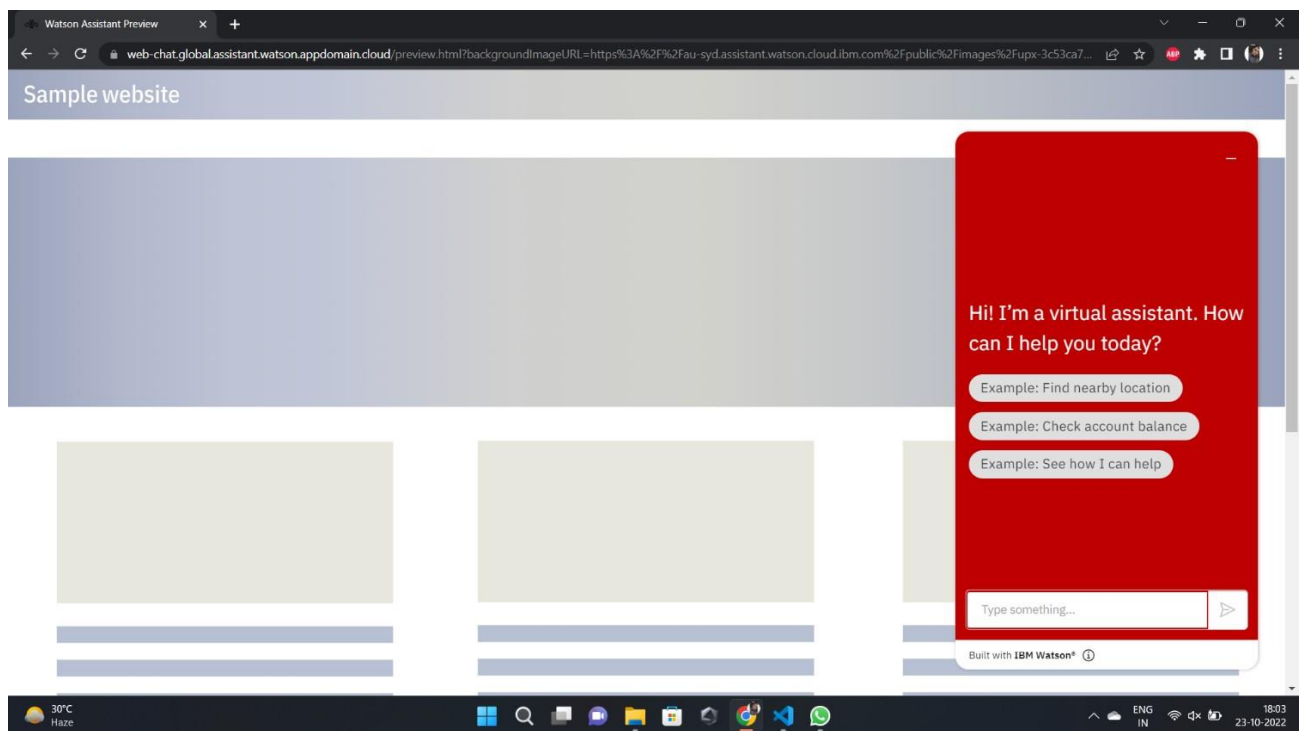 Watson Assistant Preview
web-chat.global.assistant.watson.appdomain.cloud/preview.html?backgroundImageURL=https%3A%2F%2Fau-syd.assistant.watson.cloud.ibm.com%2Fpublic%2Fimages%2Fupx-3c53ca7...
ABP
Sample website
Hi! I'm a virtual assistant. How
can I help you today?
Example: Find nearby location
Example: Check account balance
Example: See how I can help
Type something...
Built with IBM Watson®
30°C
Haze
ENG
IN
18:03
23-10-2022